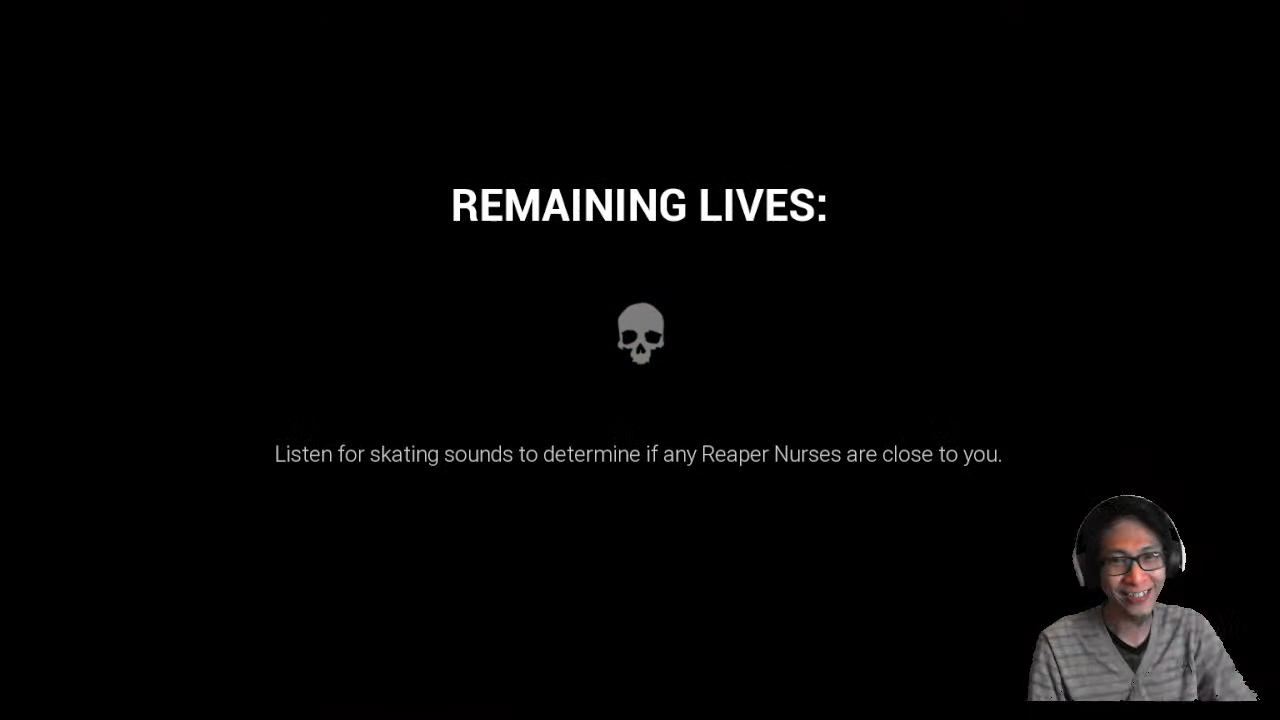 REMAINING LIVES:
Listen for skating sounds to determine if any Reaper Nurses are close to you.